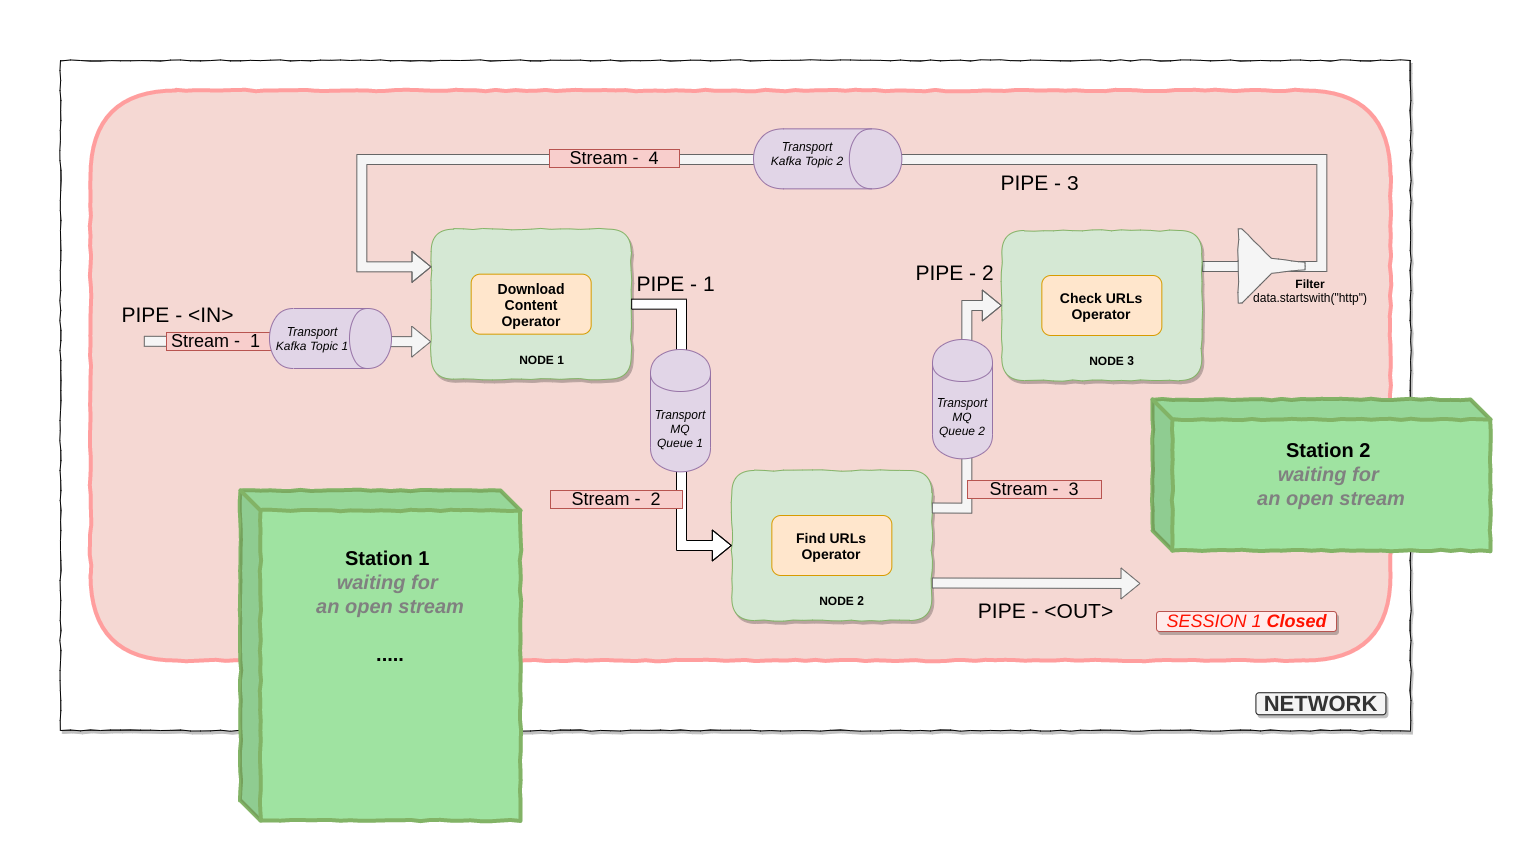 Stream -  4
Transport
Kafka Topic 2
PIPE - 3
PIPE - <IN>
Stream -  1
Transport
Kafka Topic 1
Download
Content
Operator
NODE 1
PIPE - 1
Transport
MQ
Queue 1
Stream -  2
Find URLs
Operator
NODE 2
PIPE - 2
Transport
MQ
Queue 2
Stream -  3
Check URLs
Operator
NODE 3
Filter
data.startswith("http")
PIPE - <OUT>
Station 1
waiting for
an open stream
.....
Station 2
waiting for
an open stream
SESSION 1 Closed
NETWORK